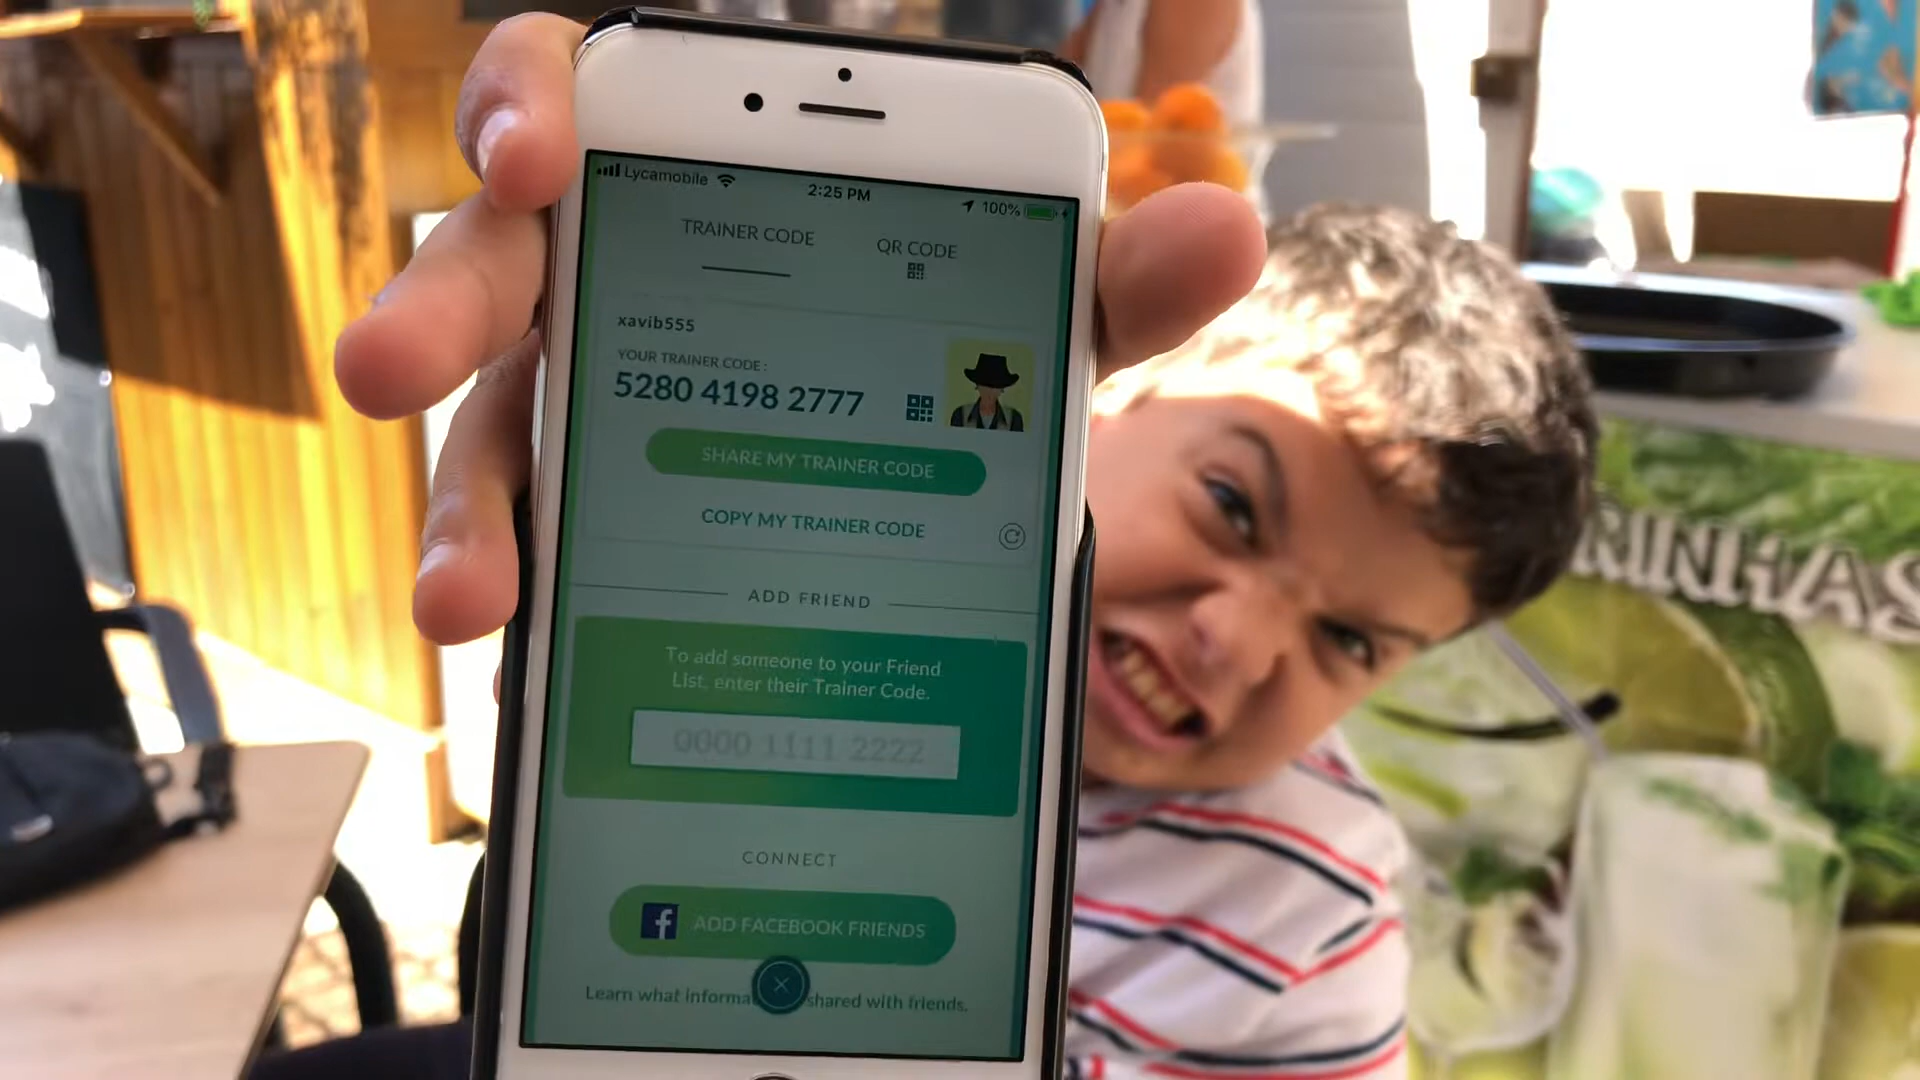 Lycamobile
2:25 PM
100%
TRAINER CODE
QR CODE
xavib555
YOUR TRAINER CODE :
5280 4198 2777
SHARE MY TRAINER CODE
COPY MY TRAINER CODE
ADD FRIEND
To add someone to your Friend
List, enter their Trainer Code.
0000 1111 2222
CONNECT
f ADD FACEBOOK FRIENDS
Learn what informa shared with friends.
RINHAS